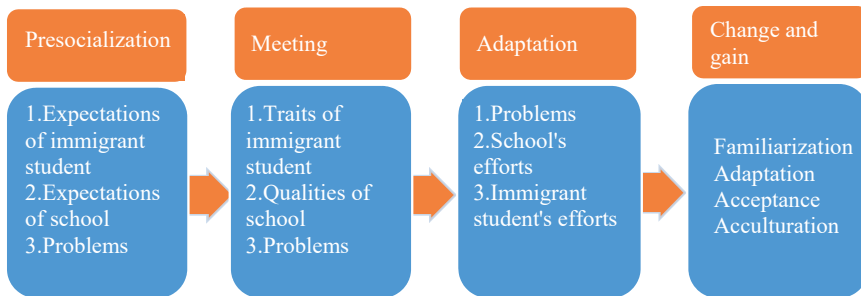 Presocialization
1.Expectations
of immigrant
student
2.Expectations
of school
3.Problems
Meeting
1.Traits of
immigrant
student
2.Qualities of
school
3.Problems
Adaptation
1.Problems
2.School's
efforts
3.Immigrant
student's efforts
Change and
gain
Familiarization
Adaptation
Acceptance
Acculturation